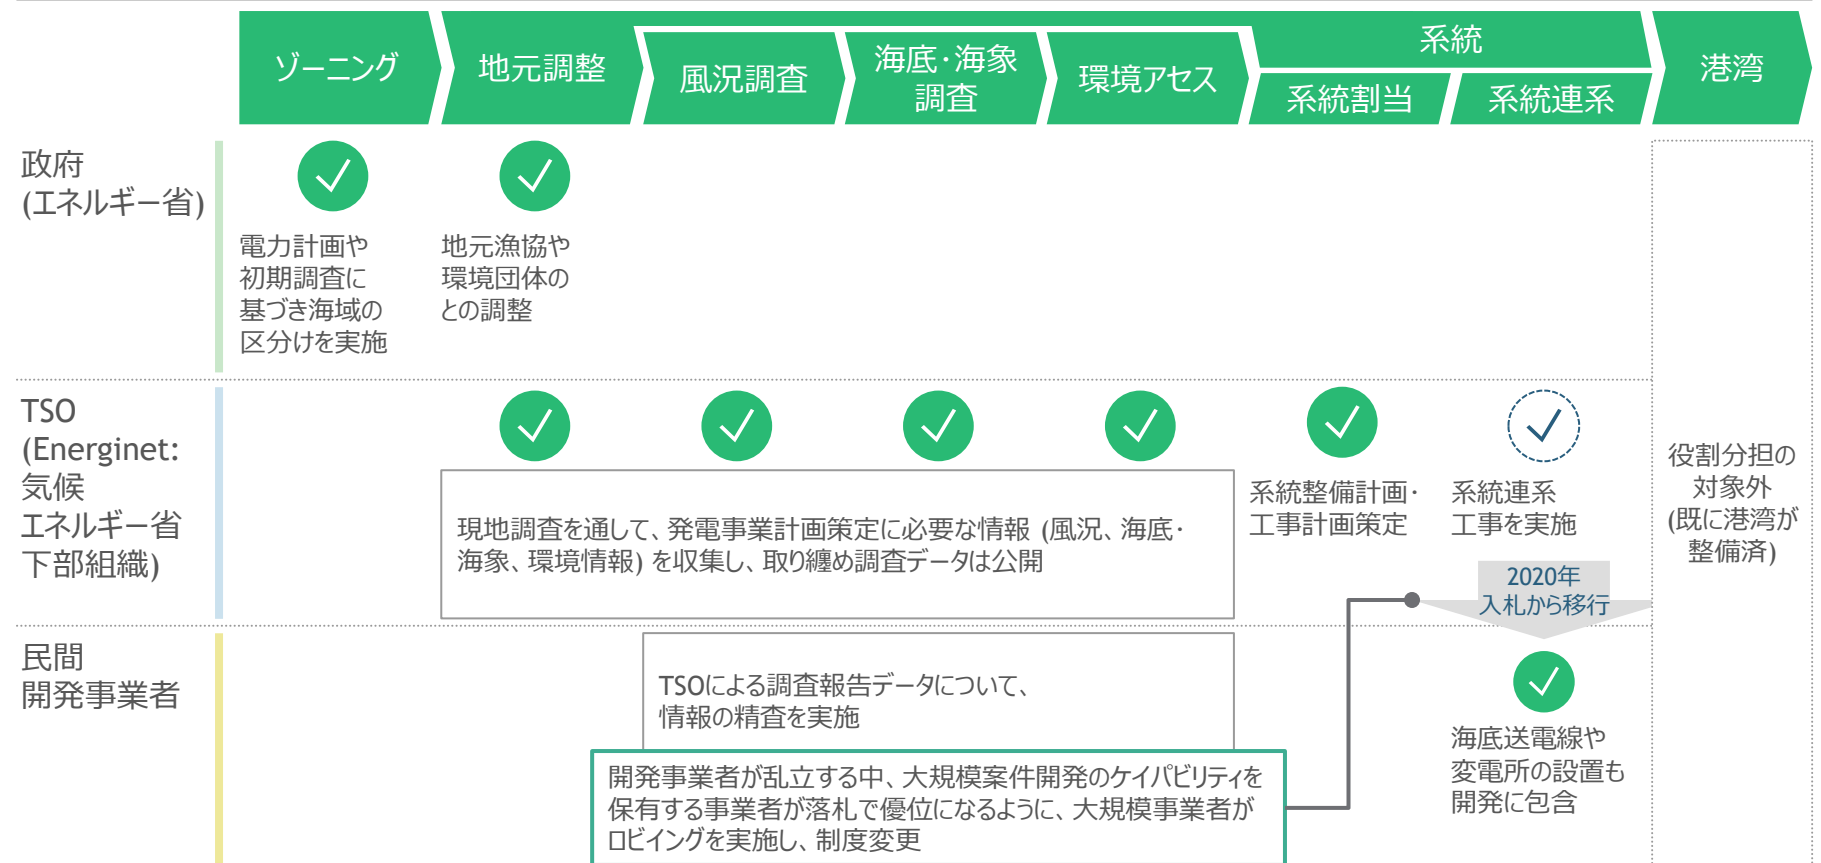 ゾーニング
地元調整
風況調査
海底・海象
調査
環境アセス
系統
系統割当
系統連系
港湾
政府
(エネルギー省)
電力計画や
初期調査に
基づき海域の
区分けを実施
地元漁協や
環境団体の
との調整
TSO
(Energinet:
気候
エネルギー省
下部組織)
現地調査を通して、発電事業計画策定に必要な情報 (風況、海底・
海象、環境情報) を収集し、取り纏め調査データは公開
系統整備計画・
工事計画策定
系統連系
工事を実施
2020年
入札から移行
役割分担の
対象外
(既に港湾が
整備済)
民間
開発事業者
TSOによる調査報告データについて、
情報の精査を実施
開発事業者が乱立する中、大規模案件開発のケイパビリティを
保有する事業者が落札で優位になるように、大規模事業者が
ロビイングを実施し、制度変更
海底送電線や
変電所の設置も
開発に包含